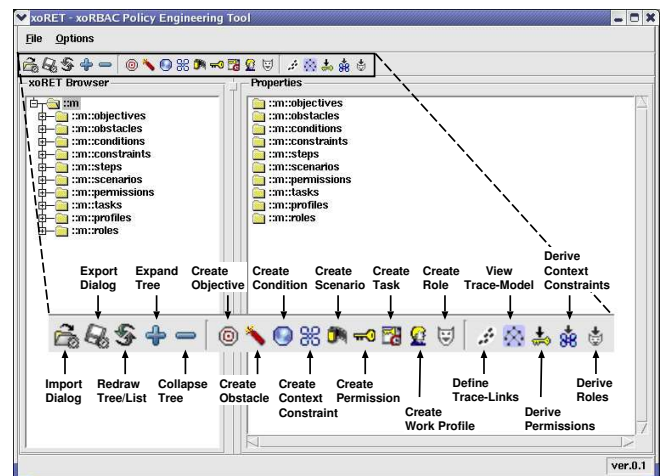 xoRET - xoRBAC Policy Engineering Tool
File Options
xoRET Browser
Properties
::m
::m::objectives
::m::obstacles
::m::conditions
::m::constraints
::m::steps
::m::scenarios
::m::permissions
::m::tasks
::m::profiles
::m::roles
::m::objectives
::m::obstacles
::m::conditions
::m::constraints
::m::steps
::m::scenarios
::m::permissions
::m::tasks
::m::profiles
::m::roles
Export
Dialog
Expand
Tree
Create
Objective
Create
Condition
Create
Scenario
Create
Task
Create
Role
View
Trace-Model
Derive
Context
Constraints
Import
Dialog
Redraw
Tree/List
Collapse
Tree
Create
Obstacle
Create
Context
Constraint
Create
Permission
Create
Work Profile
Define
Trace-Links
Derive
Permissions
Derive
Roles
ver.0.1